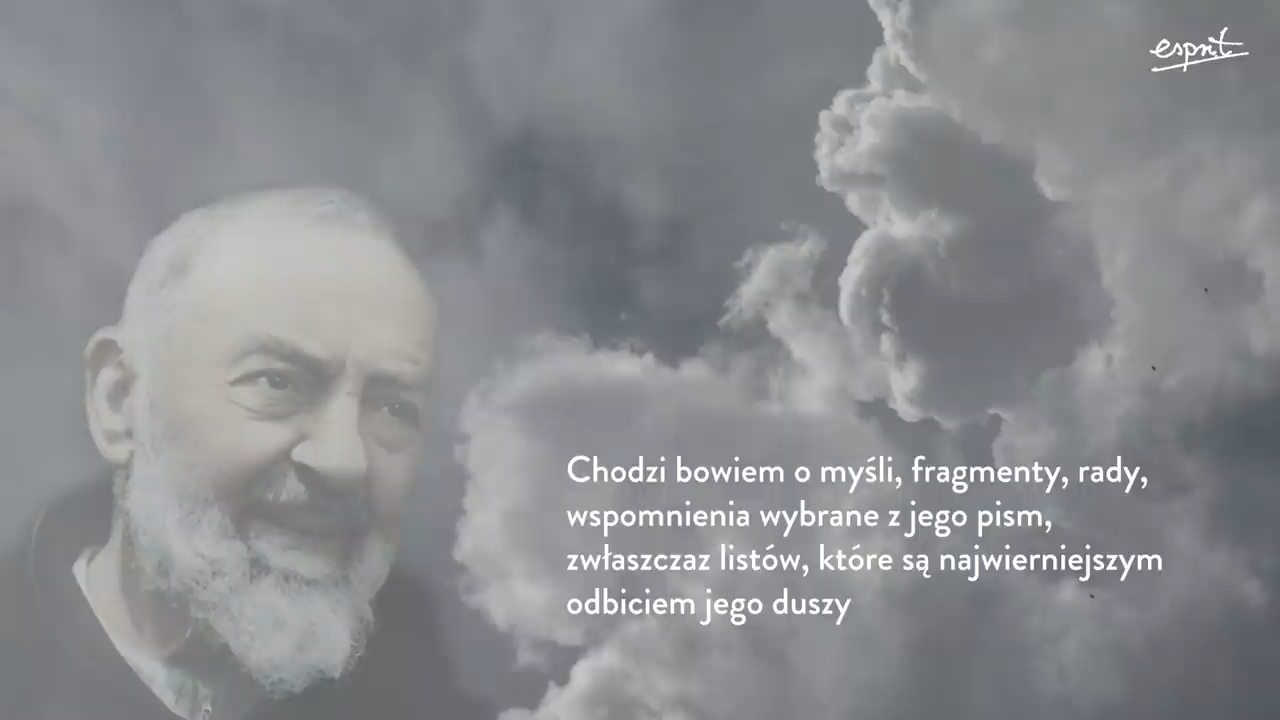 esprit
Chodzi bowiem o myśli, fragmenty, rady,
wspomnienia wybrane z jego pism,
zwłaszczaz listów, które są najwierniejszym
odbiciem jego duszy